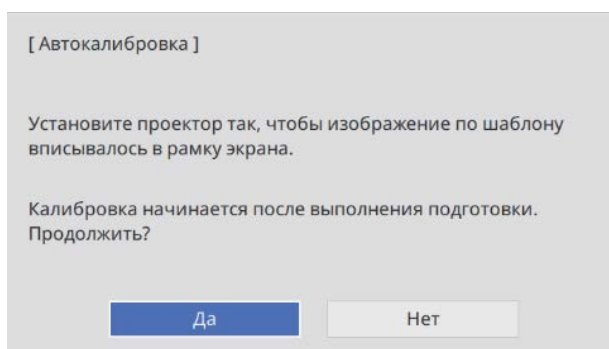 [ Автокалибровка ]
Установите проектор так, чтобы изображение по шаблону
вписывалось в рамку экрана.
Калибровка начинается после выполнения подготовки.
Продолжить?
Да
Нет